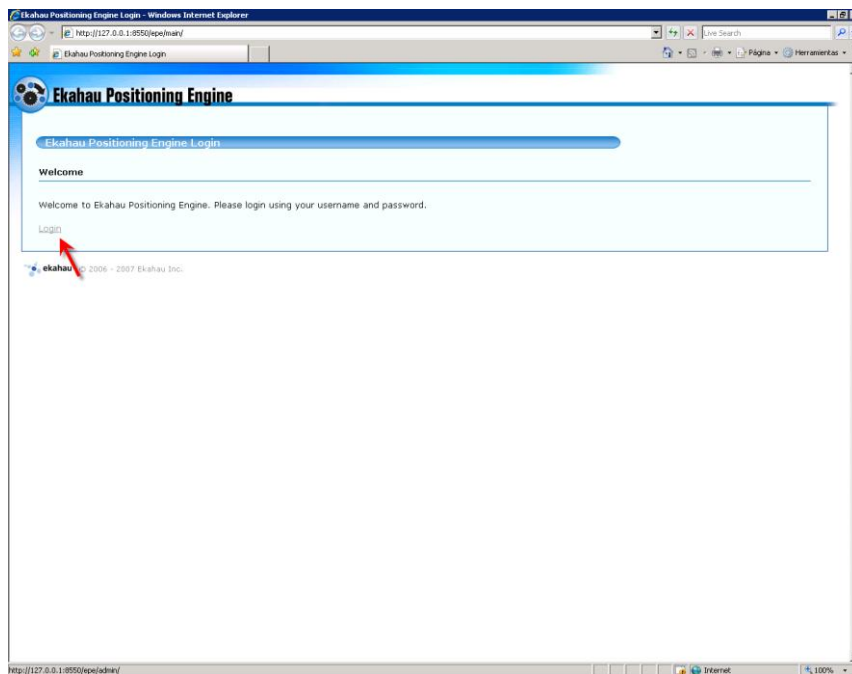 Ekahau Positioning Engine Login - Windows Internet Explorer
http://127.0.0.1:8550/epe/main/
Live Search
Ekahau Positioning Engine Login
Página
Herramientas
Ekahau Positioning Engine
Ekahau Positioning Engine Login
Welcome
Welcome to Ekahau Positioning Engine. Please login using your username and password.
Login
ekahau © 2006 - 2007 Ekahau Inc.
http://127.0.0.1:8550/epe/admin/
Internet
100%